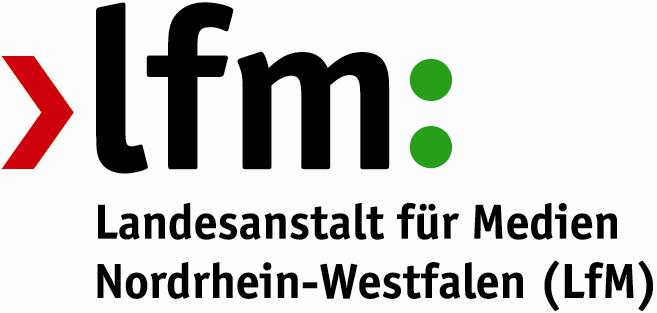 lfm:
Landesanstalt für Medien
Nordrhein-Westfalen (LfM)